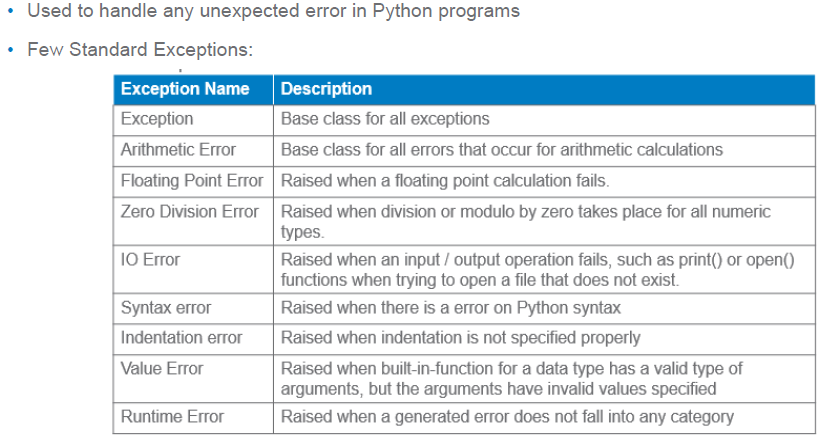 • Used to handle any unexpected error in Python programs
• Few Standard Exceptions:
Exception Name Description
Exception Base class for all exceptions
Arithmetic Error Base class for all errors that occur for arithmetic calculations
Floating Point Error Raised when a floating point calculation fails.
Zero Division Error Raised when division or modulo by zero takes place for all numeric
types.
IO Error Raised when an input / output operation fails, such as print() or open()
functions when trying to open a file that does not exist.
Syntax error Raised when there is a error on Python syntax
Indentation error Raised when indentation is not specified properly
Value Error Raised when built-in-function for a data type has a valid type of
arguments, but the arguments have invalid values specified
Runtime Error Raised when a generated error does not fall into any category